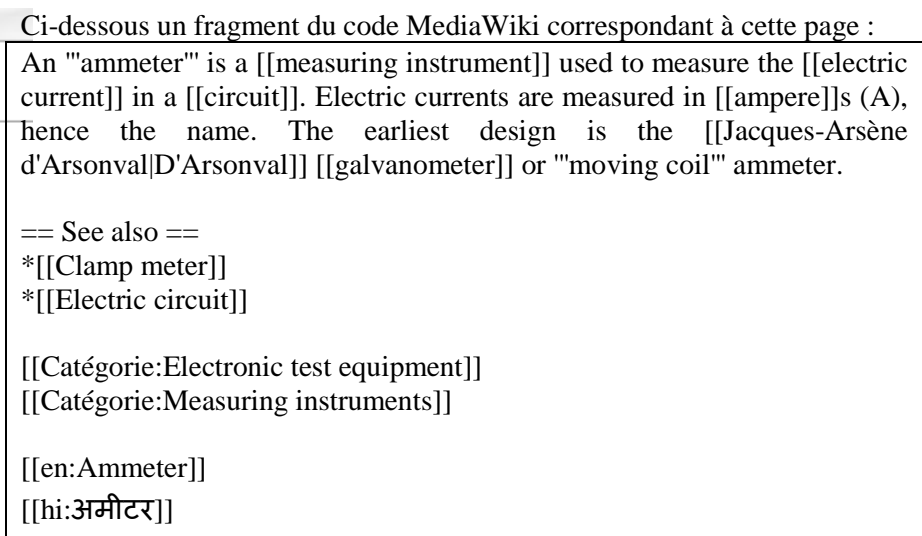 Ci-dessous un fragment du code MediaWiki correspondant à cette page :
An '''ammeter''' is a [[measuring instrument]] used to measure the [[electric
current]] in a [[circuit]]. Electric currents are measured in [[ampere]]s (A),
hence the name. The earliest design is the [[Jacques-Arsène
d'Arsonval|D'Arsonval]] [[galvanometer]] or '''moving coil''' ammeter.
== See also ==
*[[Clamp meter]]
*[[Electric circuit]]
[[Catégorie:Electronic test equipment]]
[[Catégorie:Measuring instruments]]
[[en:Ammeter]]
[[hi:अमीटर]]